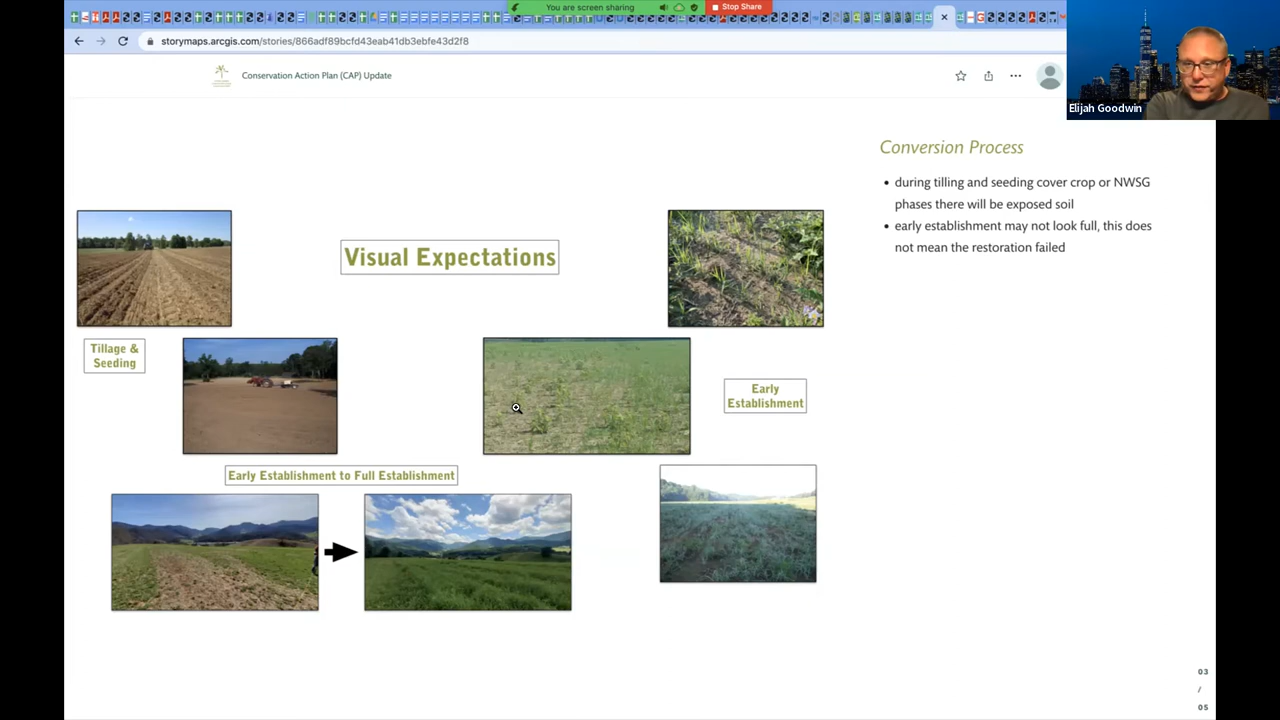 You are screen sharing
Stop Share
storymaps.arcgis.com/stories/866adf89bcfd43eab41db3ebfe43d2f8
Conservation Action Plan (CAP) Update
Elijah Goodwin
Conversion Process
during tilling and seeding cover crop or NWSG
phases there will be exposed soil
early establishment may not look full, this does
not mean the restoration failed
Visual Expectations
Tillage &
Seeding
Early
Establishment
Early Establishment to Full Establishment
03
/
05